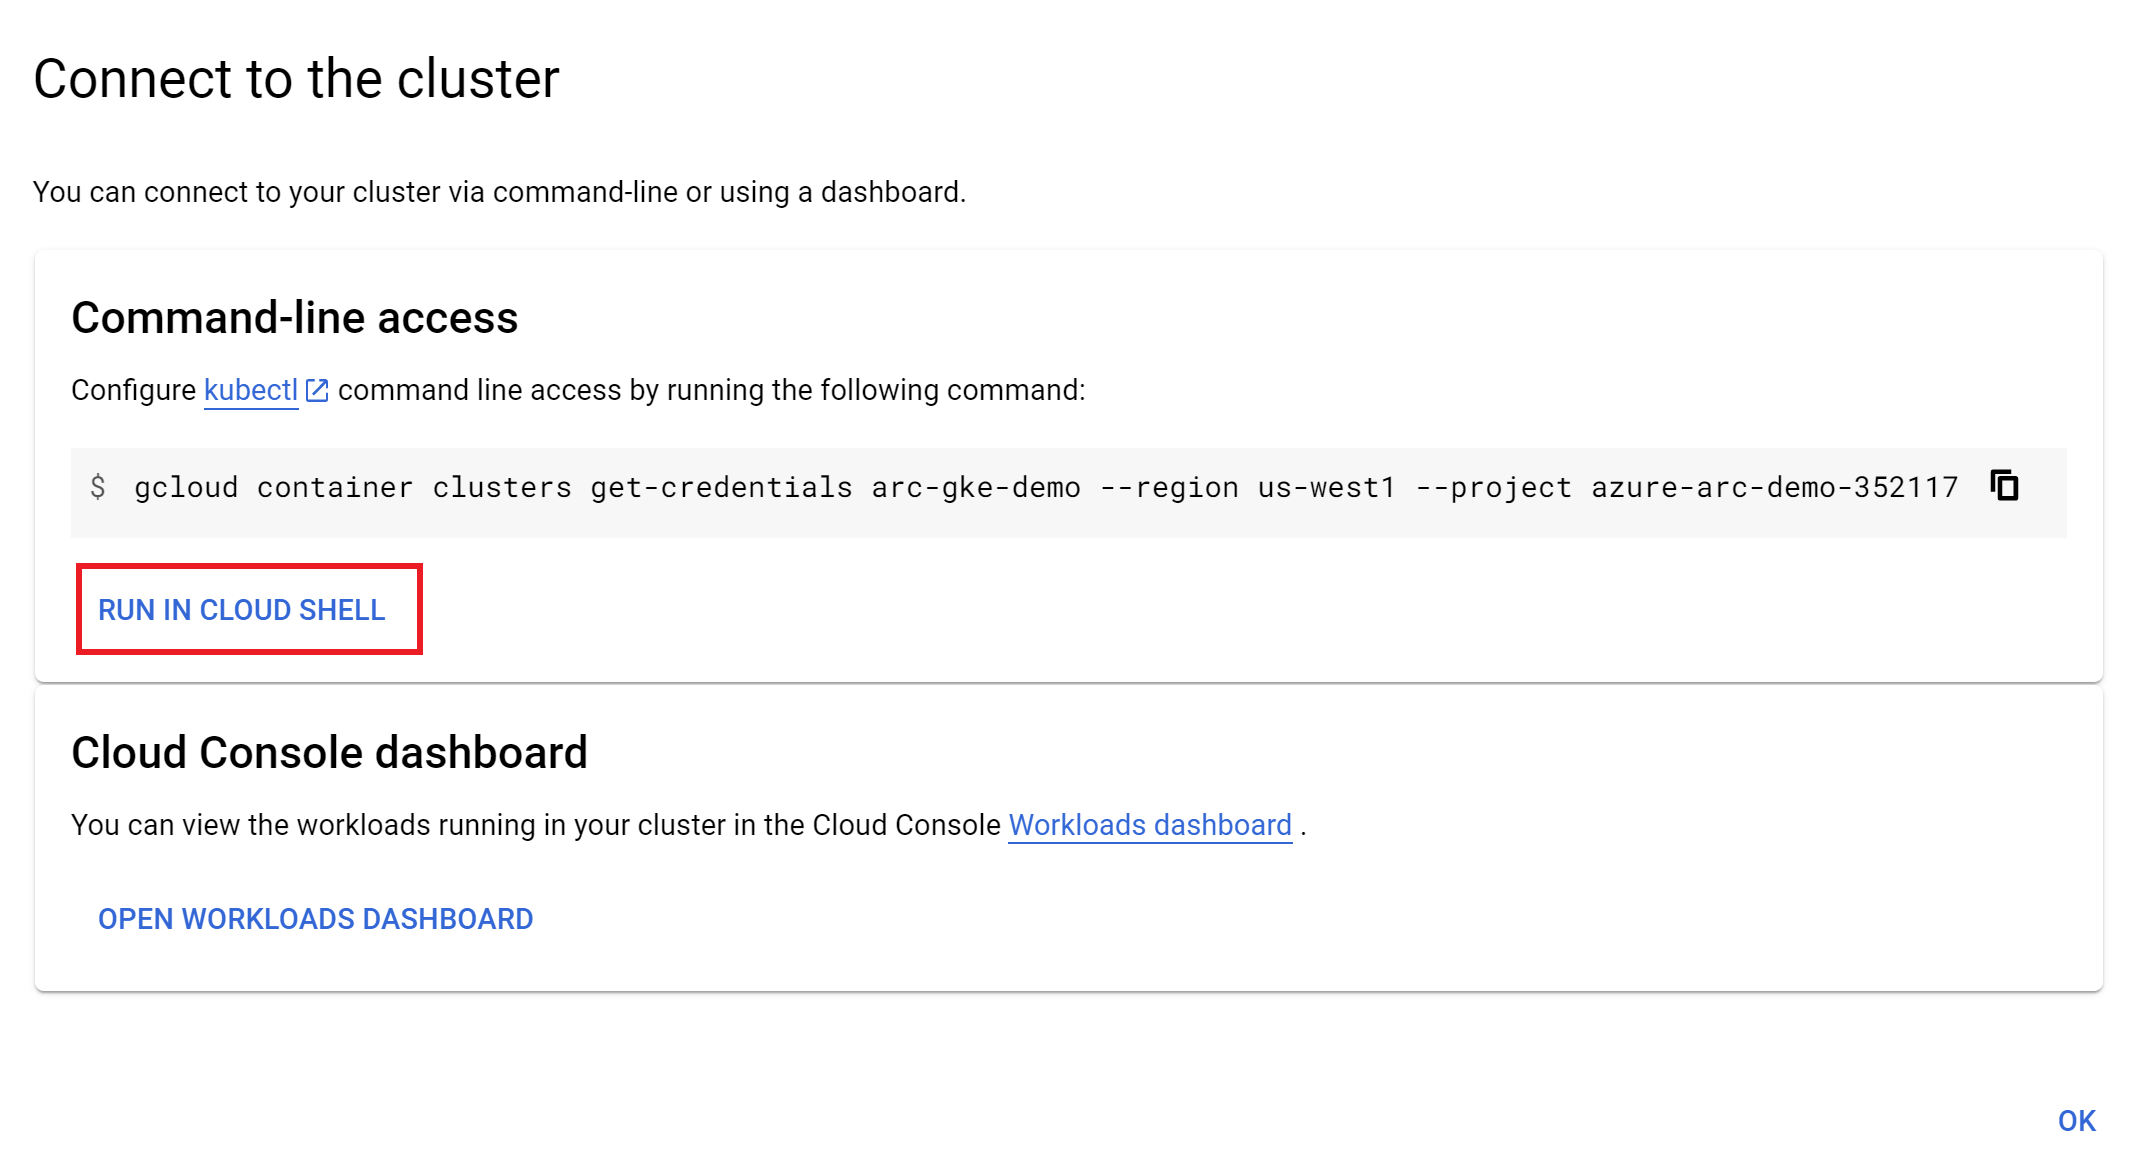 Connect to the cluster
You can connect to your cluster via command-line or using a dashboard.
Command-line access
Configure kubectl command line access by running the following command:
$ gcloud container clusters get-credentials arc-gke-demo --region us-west1 --project azure-arc-demo-352117
RUN IN CLOUD SHELL
Cloud Console dashboard
You can view the workloads running in your cluster in the Cloud Console Workloads dashboard .
OPEN WORKLOADS DASHBOARD
OK